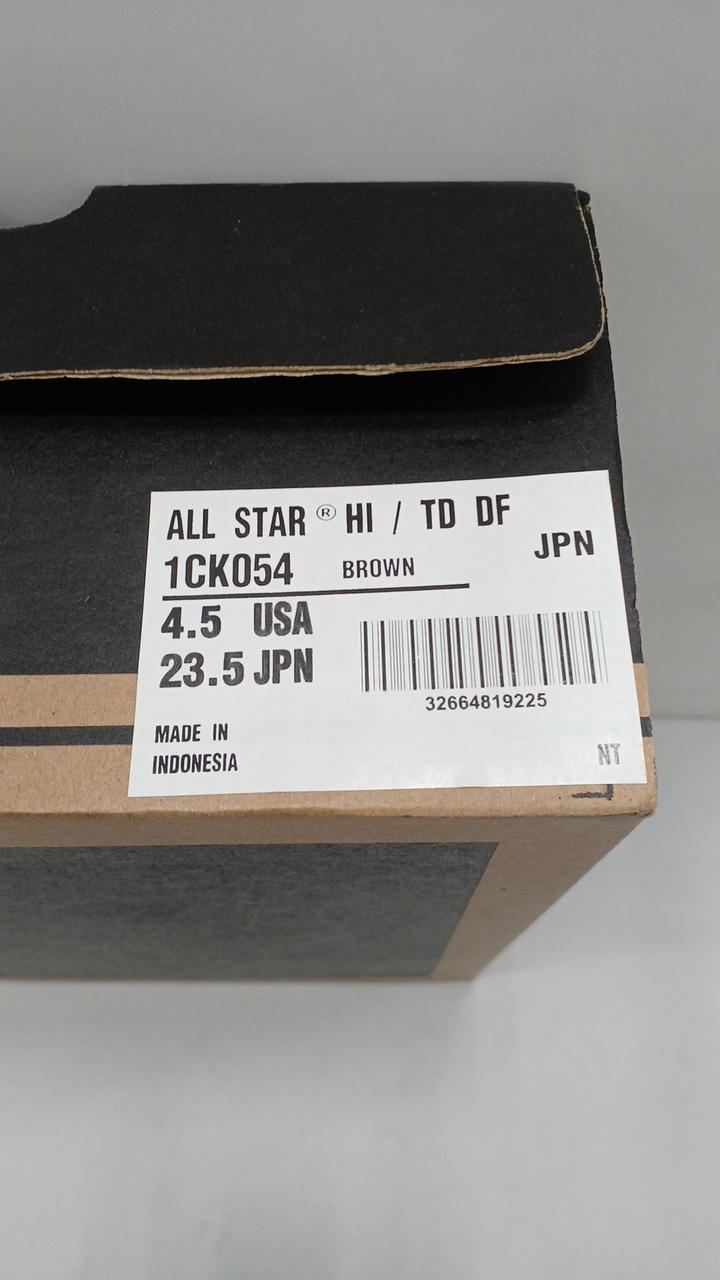 ALL STAR ® HI / TD DF
JPN
1CK054 BROWN
4.5 USA
23.5 JPN
32664819225
MADE IN
INDONESIA
NT